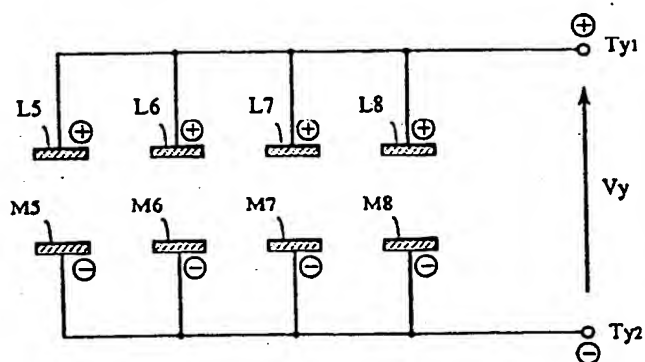 ⊕
Ty1
L5 ⊕ L6 ⊕ L7 ⊕ L8 ⊕
Vy
M5 M6 M7 M8
⊖ ⊖ ⊖ ⊖
Ty2
⊖